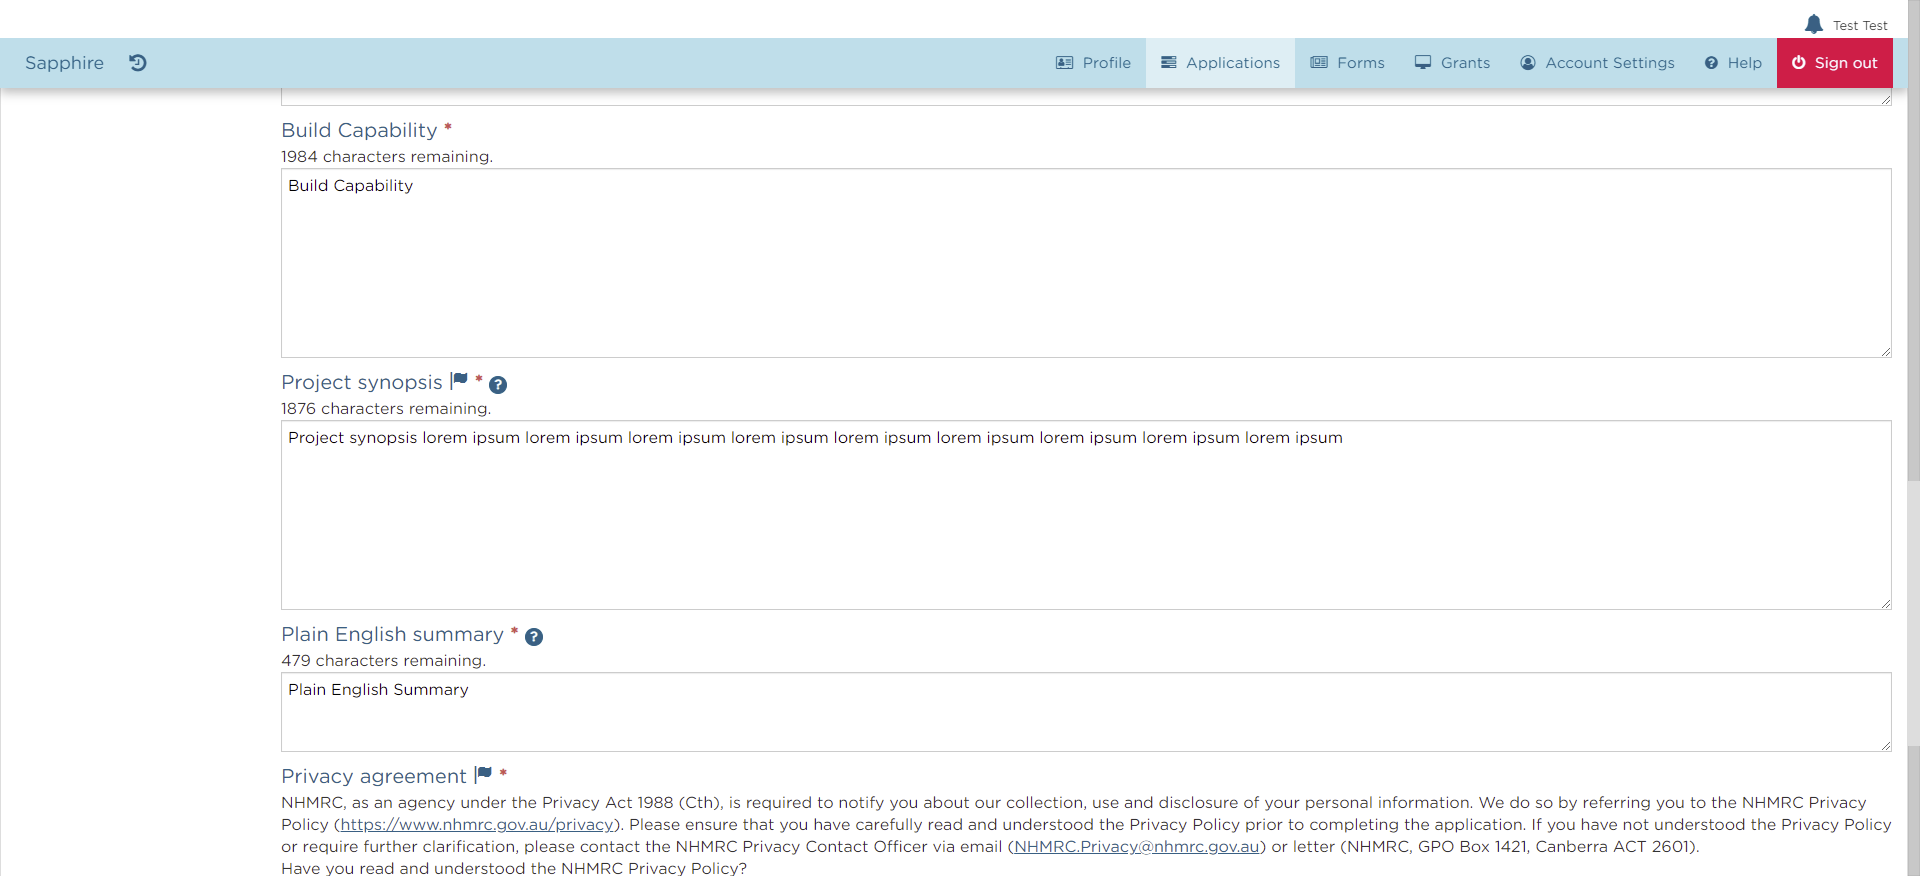 Test Test
Sapphire Profile Applications Forms Grants Account Settings Help Sign out
Build Capability *
1984 characters remaining.
Build Capability
Project synopsis *
1876 characters remaining.
Project synopsis lorem ipsum lorem ipsum lorem ipsum lorem ipsum lorem ipsum lorem ipsum lorem ipsum lorem ipsum lorem ipsum
Plain English summary *
479 characters remaining.
Plain English Summary
Privacy agreement *
NHMRC, as an agency under the Privacy Act 1988 (Cth), is required to notify you about our collection, use and disclosure of your personal information. We do so by referring you to the NHMRC Privacy
Policy (https://www.nhmrc.gov.au/privacy). Please ensure that you have carefully read and understood the Privacy Policy prior to completing the application. If you have not understood the Privacy Policy
or require further clarification, please contact the NHMRC Privacy Contact Officer via email (NHMRC.Privacy@nhmrc.gov.au) or letter (NHMRC, GPO Box 1421, Canberra ACT 2601).
Have you read and understood the NHMRC Privacy Policy?